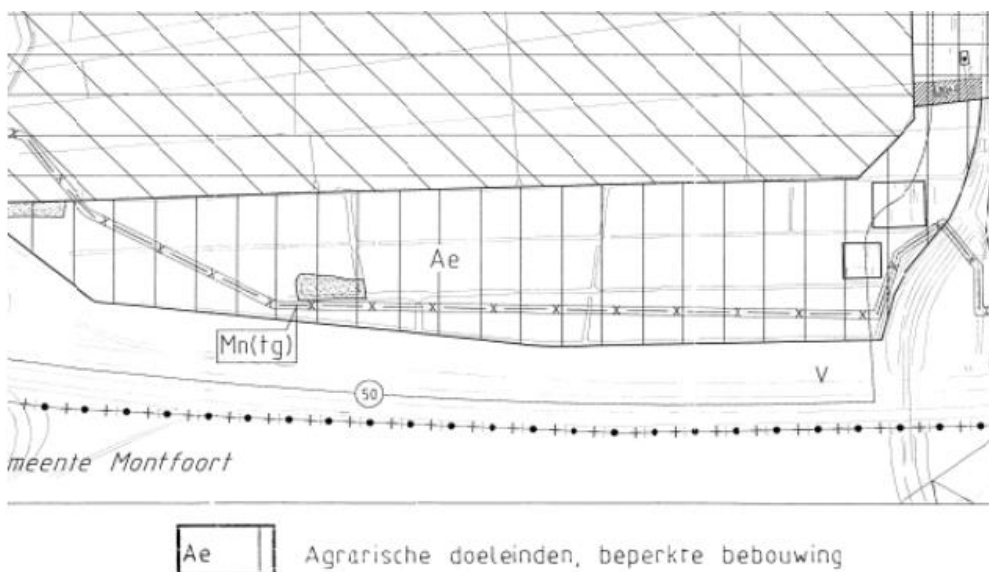 Ae
Mn(tg)
V
50
meente Montfoort
Ae Agrarische doeleinden, beperkte bebouwing